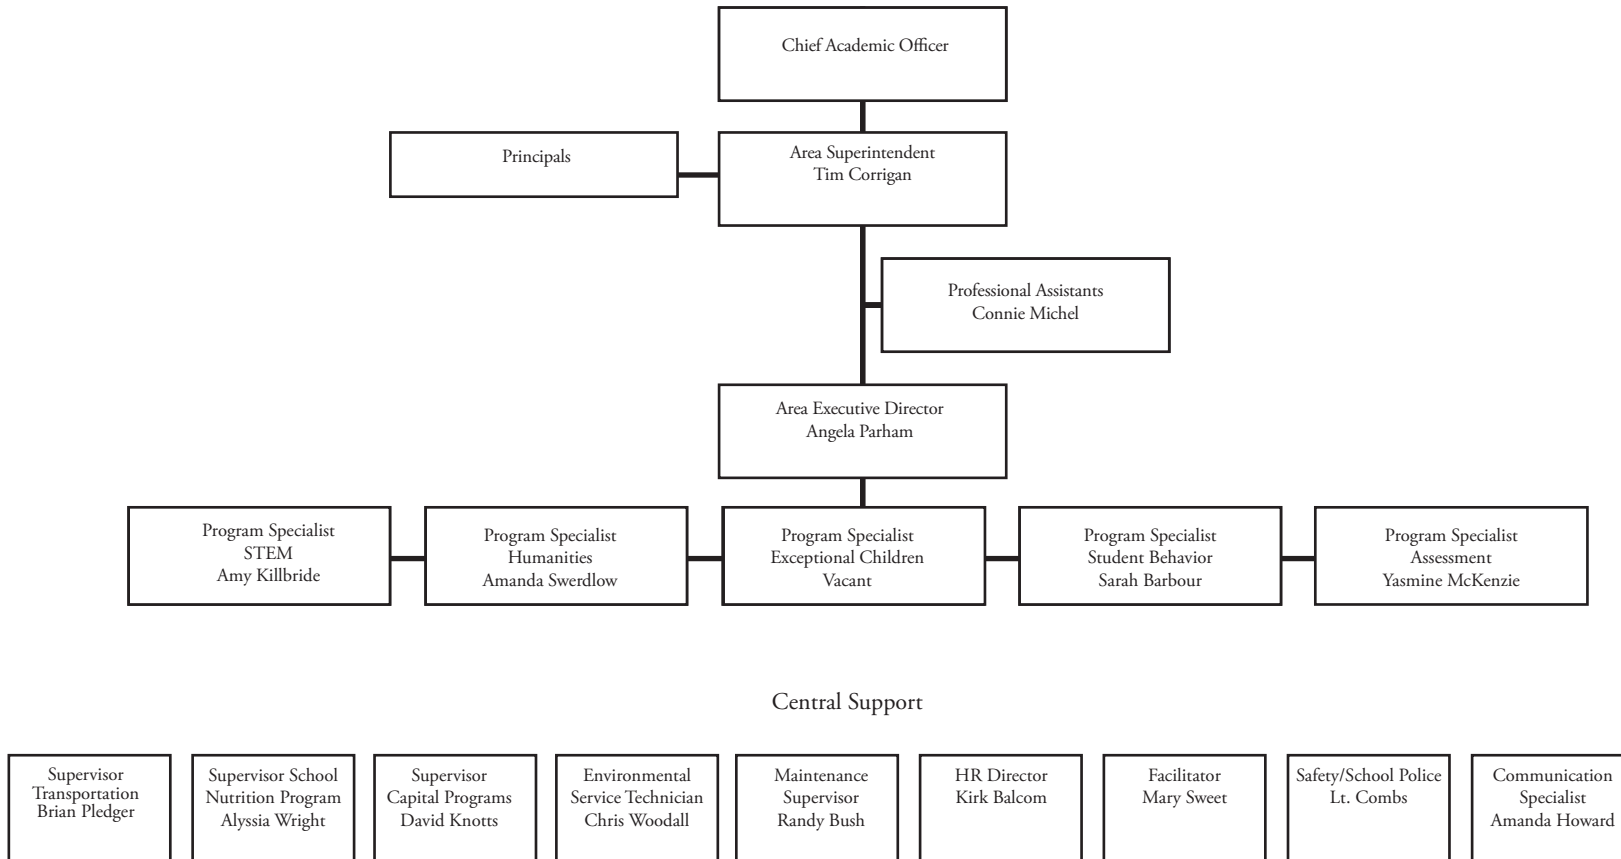 Chief Academic Officer
Principals
Area Superintendent
Tim Corrigan
Professional Assistants
Connie Michel
Area Executive Director
Angela Parham
Program Specialist
STEM
Amy Killbride
Program Specialist
Humanities
Amanda Swerdlow
Program Specialist
Exceptional Children
Vacant
Program Specialist
Student Behavior
Sarah Barbour
Program Specialist
Assessment
Yasmine McKenzie
Central Support
Supervisor
Transportation
Brian Pledger
Supervisor School
Nutrition Program
Alyssia Wright
Supervisor
Capital Programs
David Knotts
Environmental
Service Technician
Chris Woodall
Maintenance
Supervisor
Randy Bush
HR Director
Kirk Balcom
Facilitator
Mary Sweet
Safety/School Police
Lt. Combs
Communication
Specialist
Amanda Howard